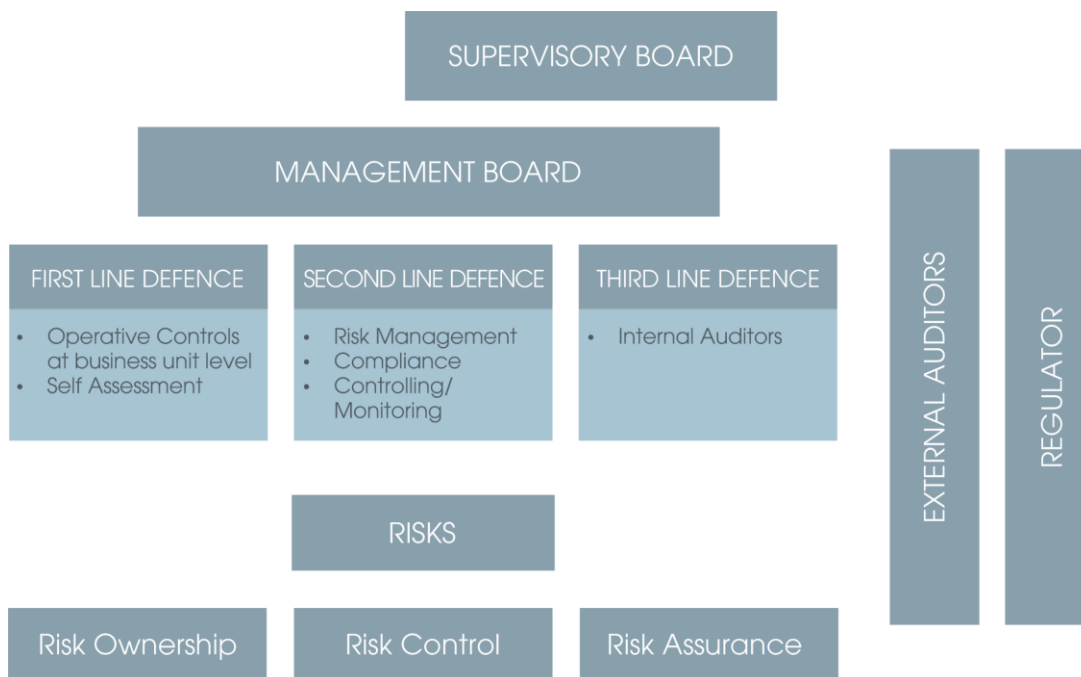 SUPERVISORY BOARD
MANAGEMENT BOARD
FIRST LINE DEFENCE
• Operative Controls
at business unit level
• Self Assessment
SECOND LINE DEFENCE
• Risk Management
• Compliance
• Controlling/
Monitoring
THIRD LINE DEFENCE
• Internal Auditors
RISKS
Risk Ownership
Risk Control
Risk Assurance
EXTERNAL AUDITORS
REGULATOR